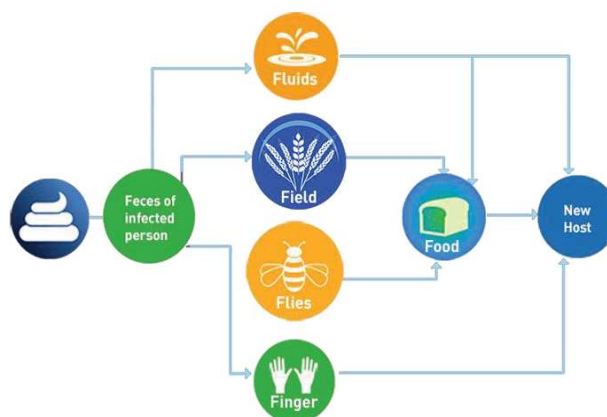 Fluids
Feces of
infected
person
Field
Food
New
Host
Flies
Finger